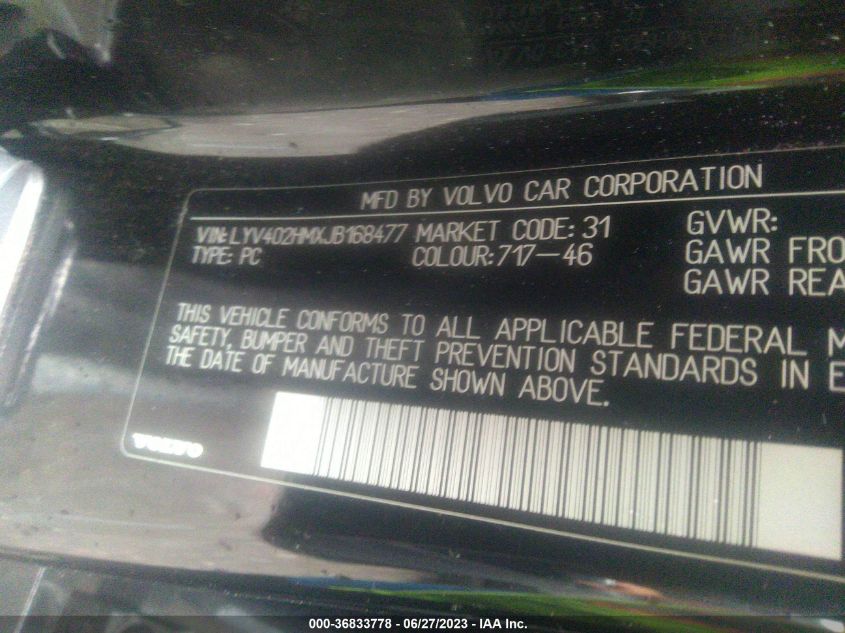 MFD BY VOLVO CAR CORPORATION
VIN: LYV402HMXJB168477 MARKET CODE: 31 GVWR:
TYPE: PC COLOUR: 717-46 GAWR FRO
GAWR REA
THIS VEHICLE CONFORMS TO ALL APPLICABLE FEDERAL M
SAFETY, BUMPER AND THEFT PREVENTION STANDARDS IN E
THE DATE OF MANUFACTURE SHOWN ABOVE.
VOLVO
000-36833778 — 06/27/2023 — IAA Inc.